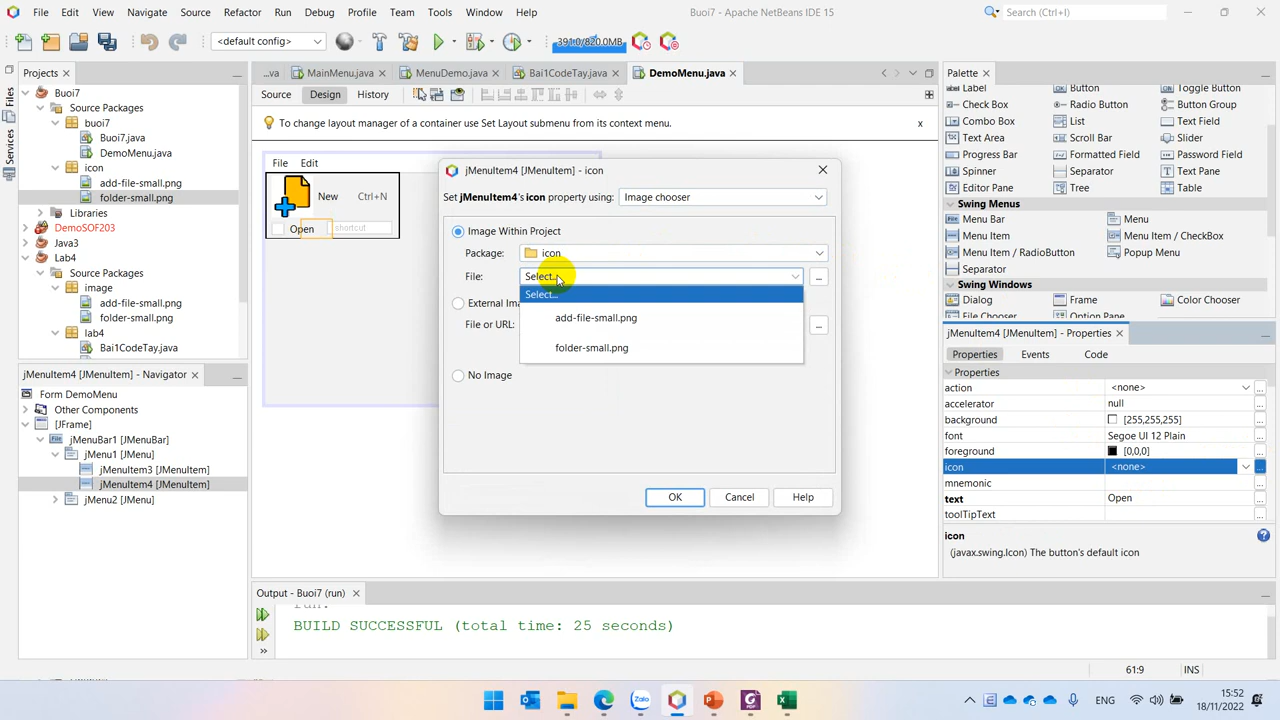 File Edit View Navigate Source Refactor Run Debug Profile Team Tools Window Help
Buoi7 - Apache NetBeans IDE 15
Search (Ctrl+I)
<default config>
391.0/820.0MB
Projects
Files
Services
Buoi7
Source Packages
buoi7
Buoi7.java
DemoMenu.java
icon
add-file-small.png
folder-small.png
Libraries
DemoSOF203
Java3
Lab4
Source Packages
image
add-file-small.png
folder-small.png
lab4
Bai1CodeTay.java
jMenuItem4 [JMenuItem] - Navigator
Form DemoMenu
Other Components
[JFrame]
jMenuBar1 [JMenuBar]
jMenu1 [JMenu]
jMenuItem3 [JMenuItem]
jMenuItem4 [JMenuItem]
jMenu2 [JMenu]
..va MainMenu.java MenuDemo.java Bai1CodeTay.java DemoMenu.java
Source Design History
To change layout manager of a container use Set Layout submenu from its context menu.
x
File Edit
New Ctrl+N
Open shortcut
jMenuItem4 [JMenuItem] - icon
Set jMenuItem4's icon property using: Image chooser
Image Within Project
Package: icon
File: Select...
...
Select...
add-file-small.png
folder-small.png
External Im
File or URL:
...
No Image
OK Cancel Help
Output - Buoi7 (run)
run:
BUILD SUCCESSFUL (total time: 25 seconds)
Palette
Label Button Toggle Button
Check Box Radio Button Button Group
Combo Box List Text Field
Text Area Scroll Bar Slider
Progress Bar Formatted Field Password Field
Spinner Separator Text Pane
Editor Pane Tree Table
Swing Menus
Menu Bar Menu
Menu Item Menu Item / CheckBox
Menu Item / RadioButton Popup Menu
Separator
Swing Windows
Dialog Frame Color Chooser
File Chooser Option Pane
jMenuItem4 [JMenuItem] - Properties
Properties Events Code
Properties
action <none> ...
accelerator null ...
background [255,255,255] ...
font Segoe UI 12 Plain ...
foreground [0,0,0] ...
icon <none> ...
mnemonic ...
text Open ...
toolTipText ...
icon
(javax.swing.Icon) The button's default icon
61:9 INS
ENG
15:52
18/11/2022